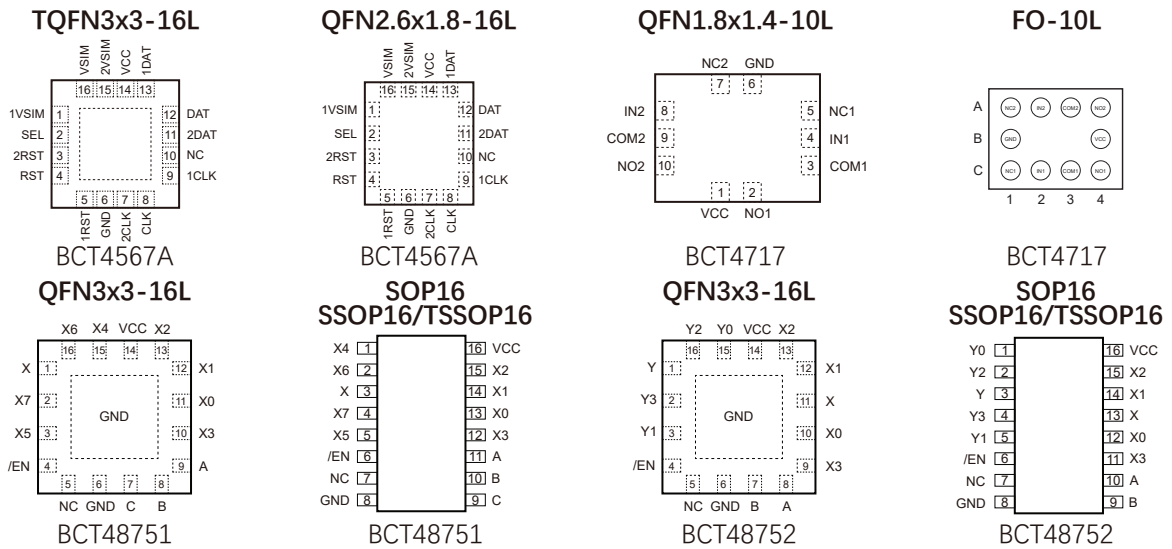 TQFN3x3-16L
VSIM 2VSIM VCC 1DAT
16 15 14 13
1VSIM 1 12 DAT
SEL 2 11 2DAT
2RST 3 10 NC
RST 4 9 1CLK
5 6 7 8
1RST GND 2CLK CLK
BCT4567A
QFN2.6x1.8-16L
VSIM 2VSIM VCC 1DAT
16 15 14 13
1VSIM 1 12 DAT
SEL 2 11 2DAT
2RST 3 10 NC
RST 4 9 1CLK
5 6 7 8
1RST GND 2CLK CLK
BCT4567A
QFN1.8x1.4-10L
NC2 GND
7 6
IN2 8 5 NC1
COM2 9 4 IN1
NO2 10 3 COM1
1 2
VCC NO1
BCT4717
FO-10L
A NC2 IN2 COM2 NO2
B GND VCC
C NC1 IN1 COM1 NO1
1 2 3 4
BCT4717
QFN3x3-16L
X6 X4 VCC X2
16 15 14 13
X 1 12 X1
X7 2 11 X0
GND
X5 3 10 X3
/EN 4 9 A
5 6 7 8
NC GND C B
BCT48751
SOP16
SSOP16/TSSOP16
X4 1 16 VCC
X6 2 15 X2
X 3 14 X1
X7 4 13 X0
X5 5 12 X3
/EN 6 11 A
NC 7 10 B
GND 8 9 C
BCT48751
QFN3x3-16L
Y2 Y0 VCC X2
16 15 14 13
Y 1 12 X1
Y3 2 11 X
GND
Y1 3 10 X0
/EN 4 9 X3
5 6 7 8
NC GND B A
BCT48752
SOP16
SSOP16/TSSOP16
Y0 1 16 VCC
Y2 2 15 X2
Y 3 14 X1
Y3 4 13 X
Y1 5 12 X0
/EN 6 11 X3
NC 7 10 A
GND 8 9 B
BCT48752